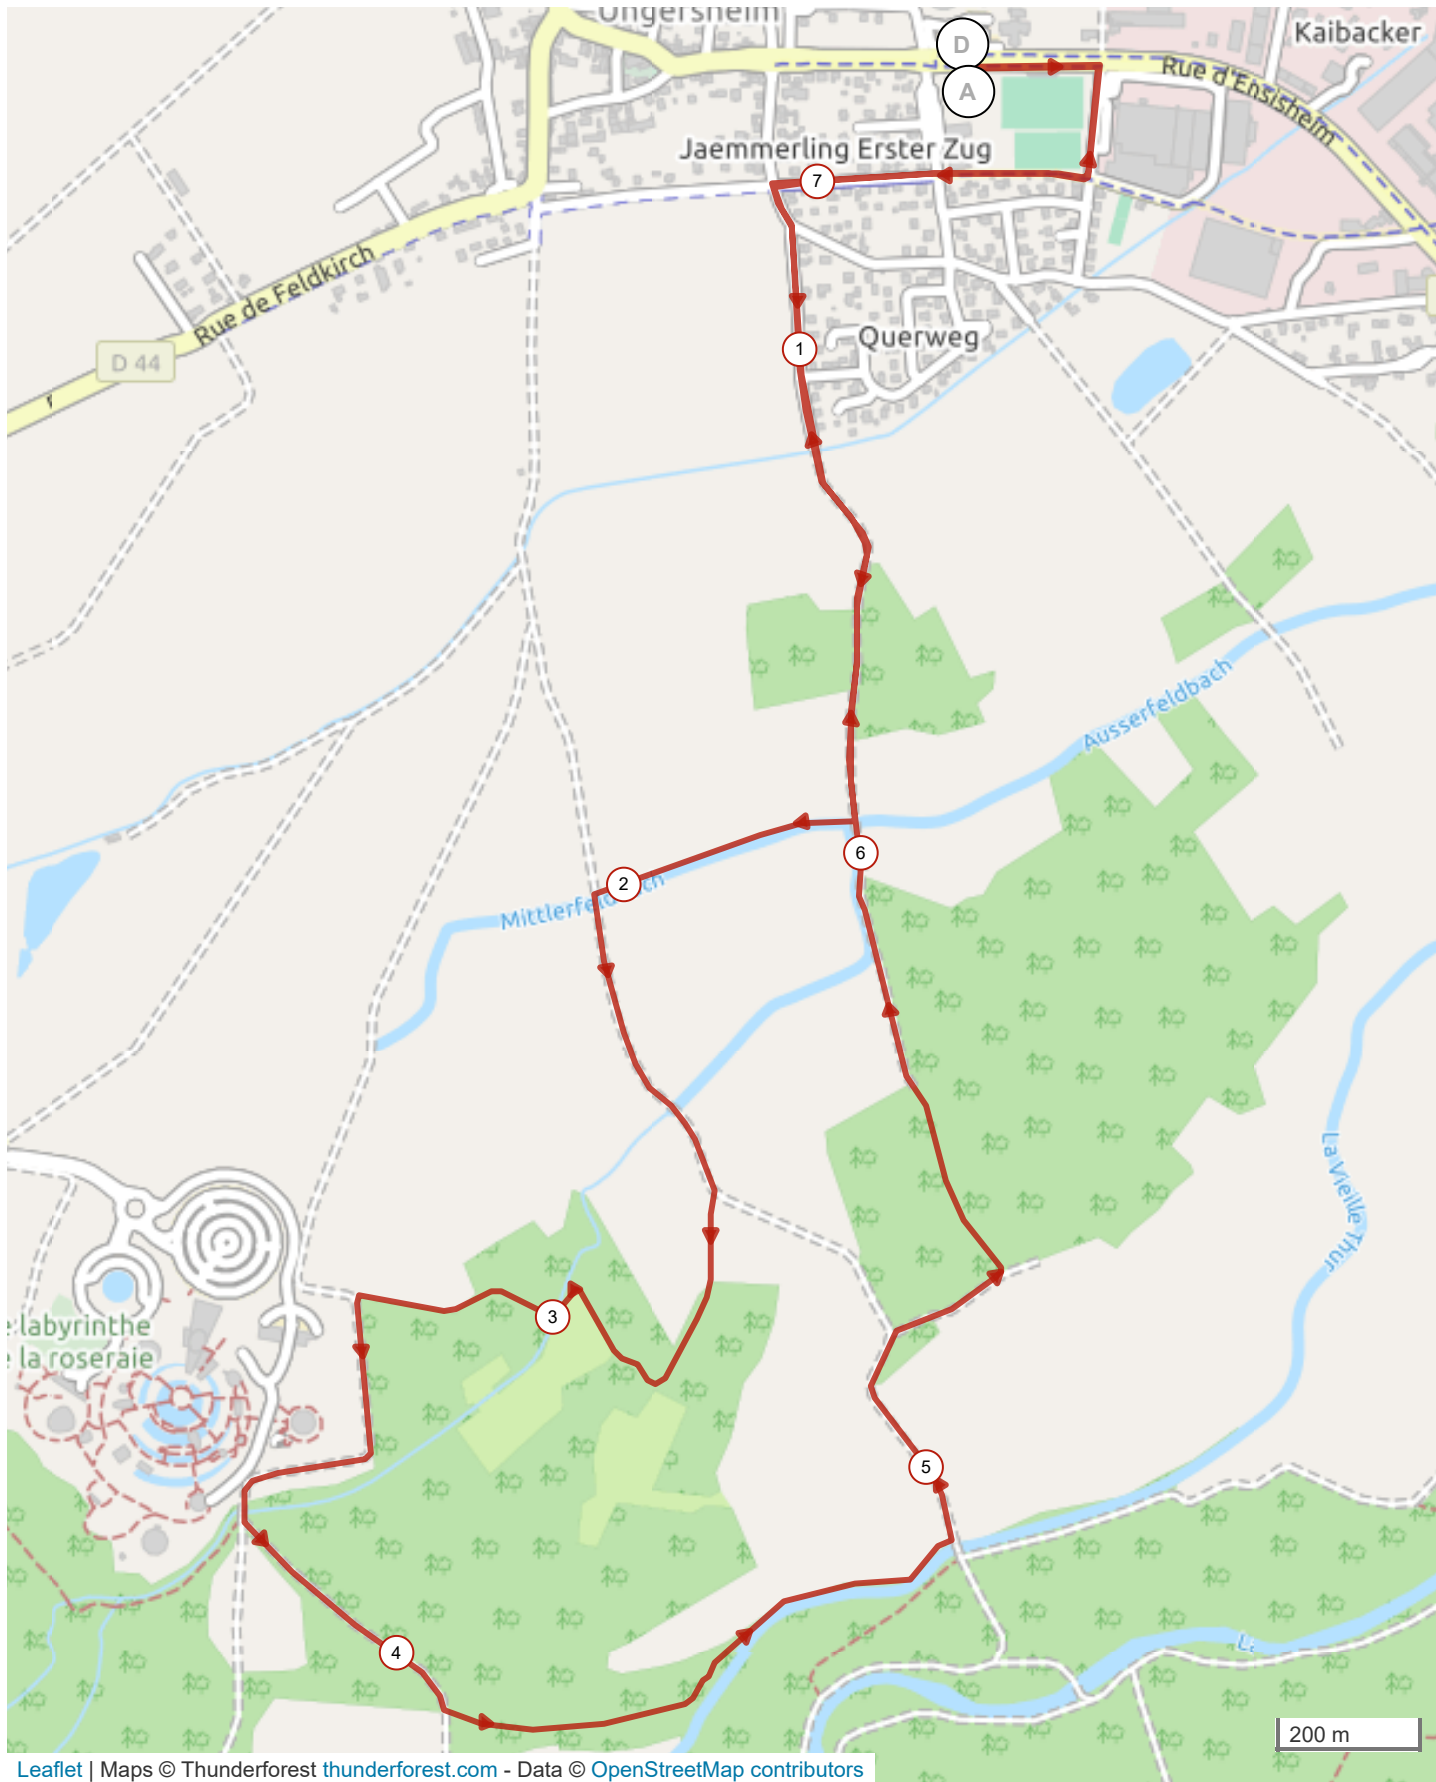 Ungersheim
Kaibacker
D
A
Rue d'Ensisheim
Jaemmerling Erster Zug
7
Rue de Feldkirch
D 44
1
Querweg
Ausserfeldbach
6
2
La Vieille Thur
3
e labyrinthe
e la roseraie
5
4
200 m
Leaflet | Maps © Thunderforest thunderforest.com - Data © OpenStreetMap contributors